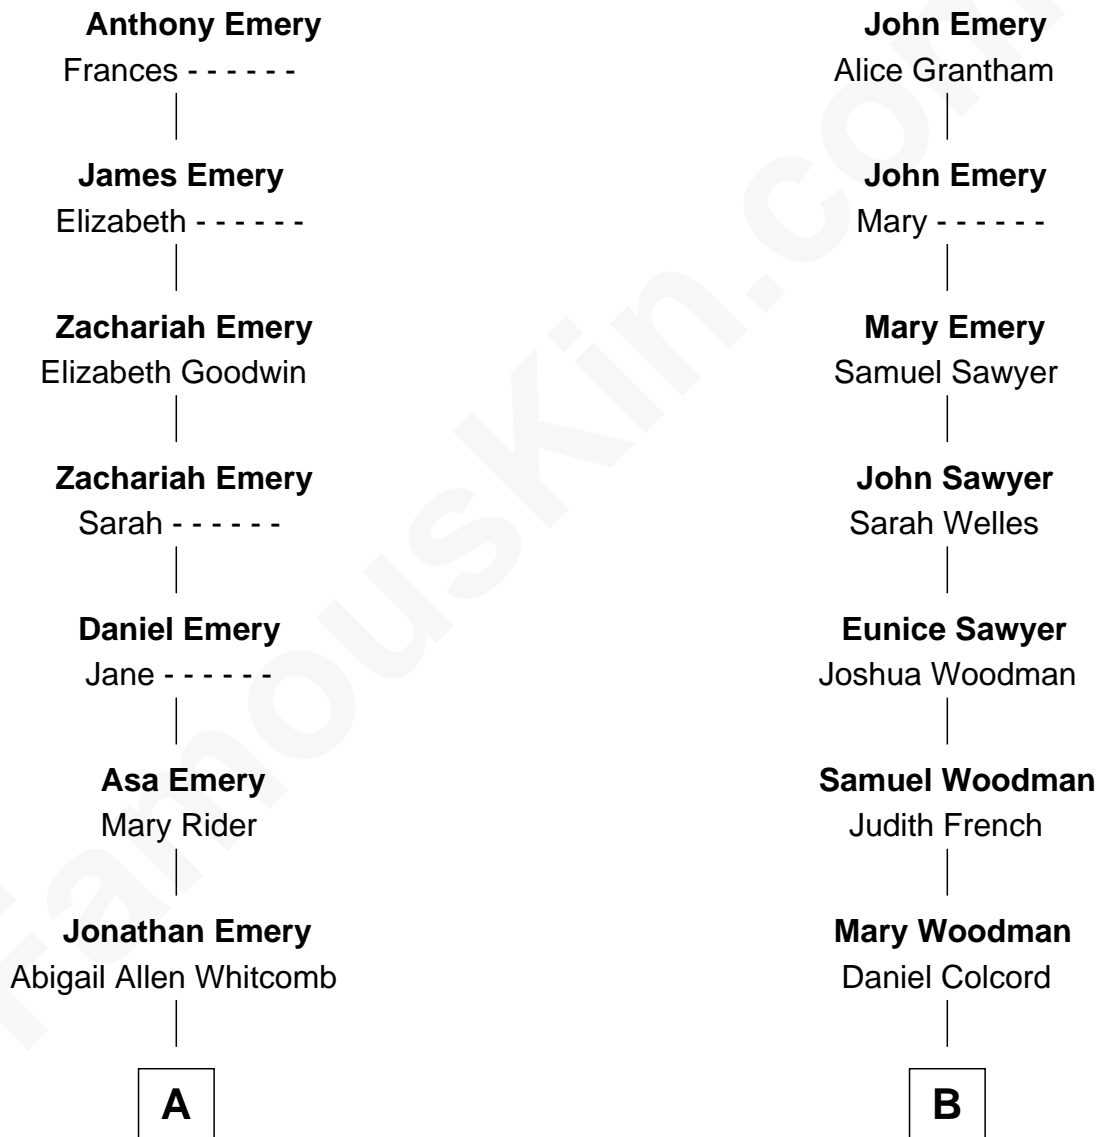 Anthony Emery
Frances - - - - - -
James Emery
Elizabeth - - - - - -
Zachariah Emery
Elizabeth Goodwin
Zachariah Emery
Sarah - - - - - -
Daniel Emery
Jane - - - - - -
Asa Emery
Mary Rider
Jonathan Emery
Abigail Allen Whitcomb
A
John Emery
Alice Grantham
John Emery
Mary - - - - - -
Mary Emery
Samuel Sawyer
John Sawyer
Sarah Welles
Eunice Sawyer
Joshua Woodman
Samuel Woodman
Judith French
Mary Woodman
Daniel Colcord
B
FamousKin.com